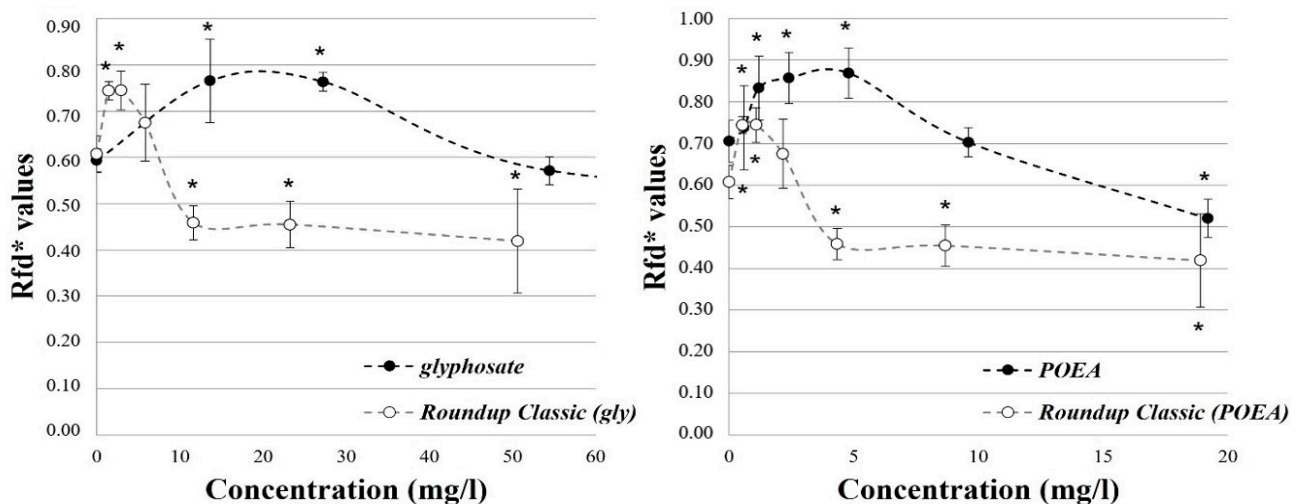 0.90
0.80
0.70
0.60
0.50
0.40
0.30
0.20
0.10
0.00
Rfd* values
* * * * * * *
glyphosate
Roundup Classic (gly)
0 10 20 30 40 50 60
Concentration (mg/l)
1.00
0.90
0.80
0.70
0.60
0.50
0.40
0.30
0.20
0.10
0.00
Rfd* values
* * * * * * * * * *
POEA
Roundup Classic (POEA)
0 5 10 15 20
Concentration (mg/l)